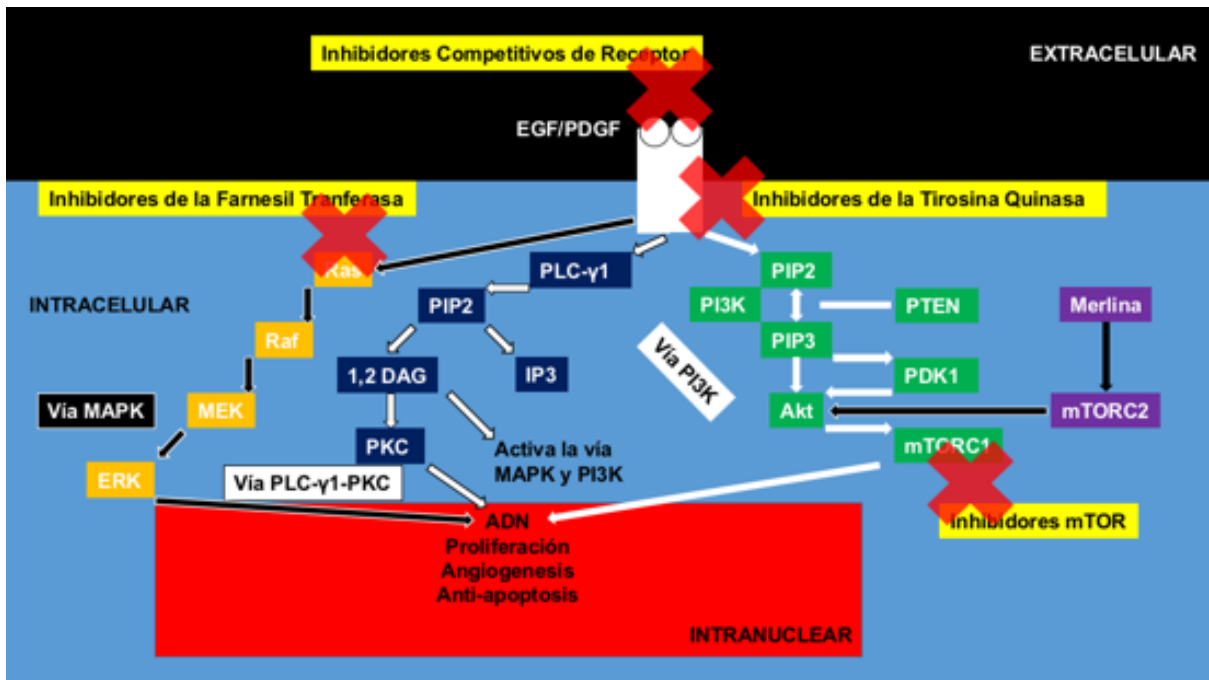 Inhibidores Competitivos de Receptor
EXTRACELULAR
EGF/PDGF
Inhibidores de la Farnesil Tranferasa
Inhibidores de la Tirosina Quinasa
Ras
PLC-γ1
PIP2
INTRACELULAR
PIP2
PI3K
PTEN
Merlina
Raf
PIP3
Vía PI3K
1,2 DAG
IP3
PDK1
Vía MAPK
MEK
Akt
mTORC2
PKC
Activa la vía
MAPK y PI3K
mTORC1
ERK
Vía PLC-γ1-PKC
ADN
Proliferación
Angiogenesis
Anti-apoptosis
Inhibidores mTOR
INTRANUCLEAR